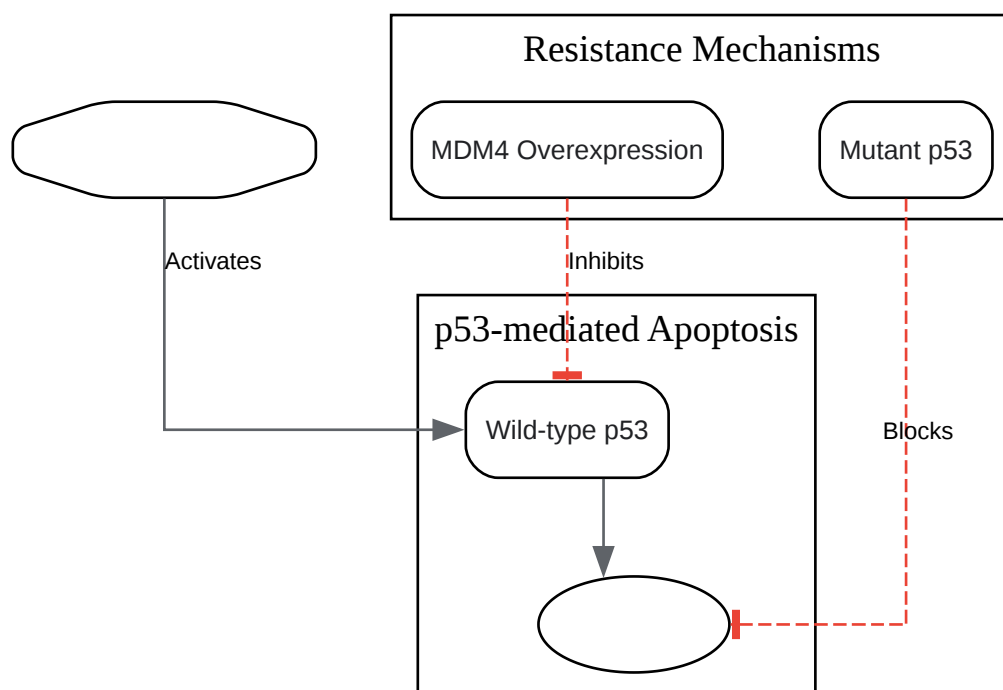 Resistance Mechanisms
MDM4 Overexpression
Mutant p53
Activates
Inhibits
p53-mediated Apoptosis
Wild-type p53
Blocks